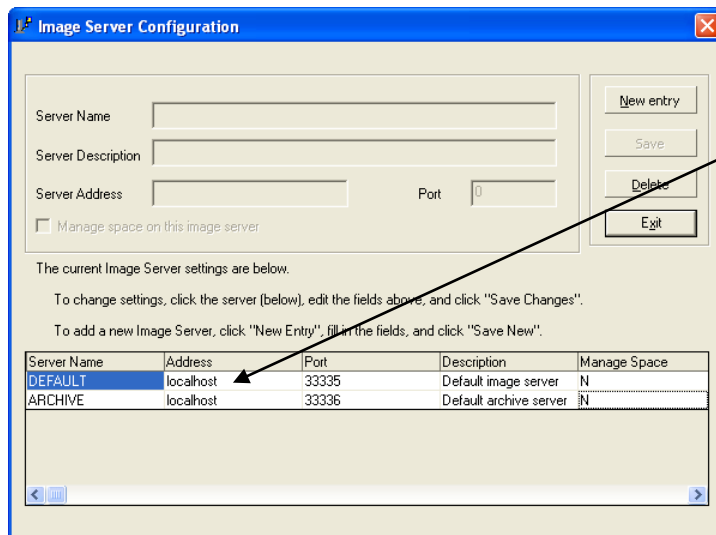 Image Server Configuration
Server Name
Server Description
Server Address
Port 0
Manage space on this image server
New entry
Save
Delete
Exit
The current Image Server settings are below.
To change settings, click the server (below), edit the fields above, and click "Save Changes".
To add a new Image Server, click "New Entry", fill in the fields, and click "Save New".
Server Name Address Port Description Manage Space
DEFAULT localhost 33335 Default image server N
ARCHIVE localhost 33336 Default archive server N